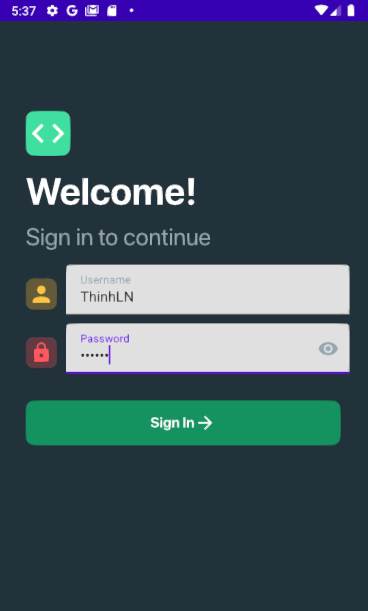 5:37
Welcome!
Sign in to continue
Username
ThinhLN
Password
••••••
Sign In